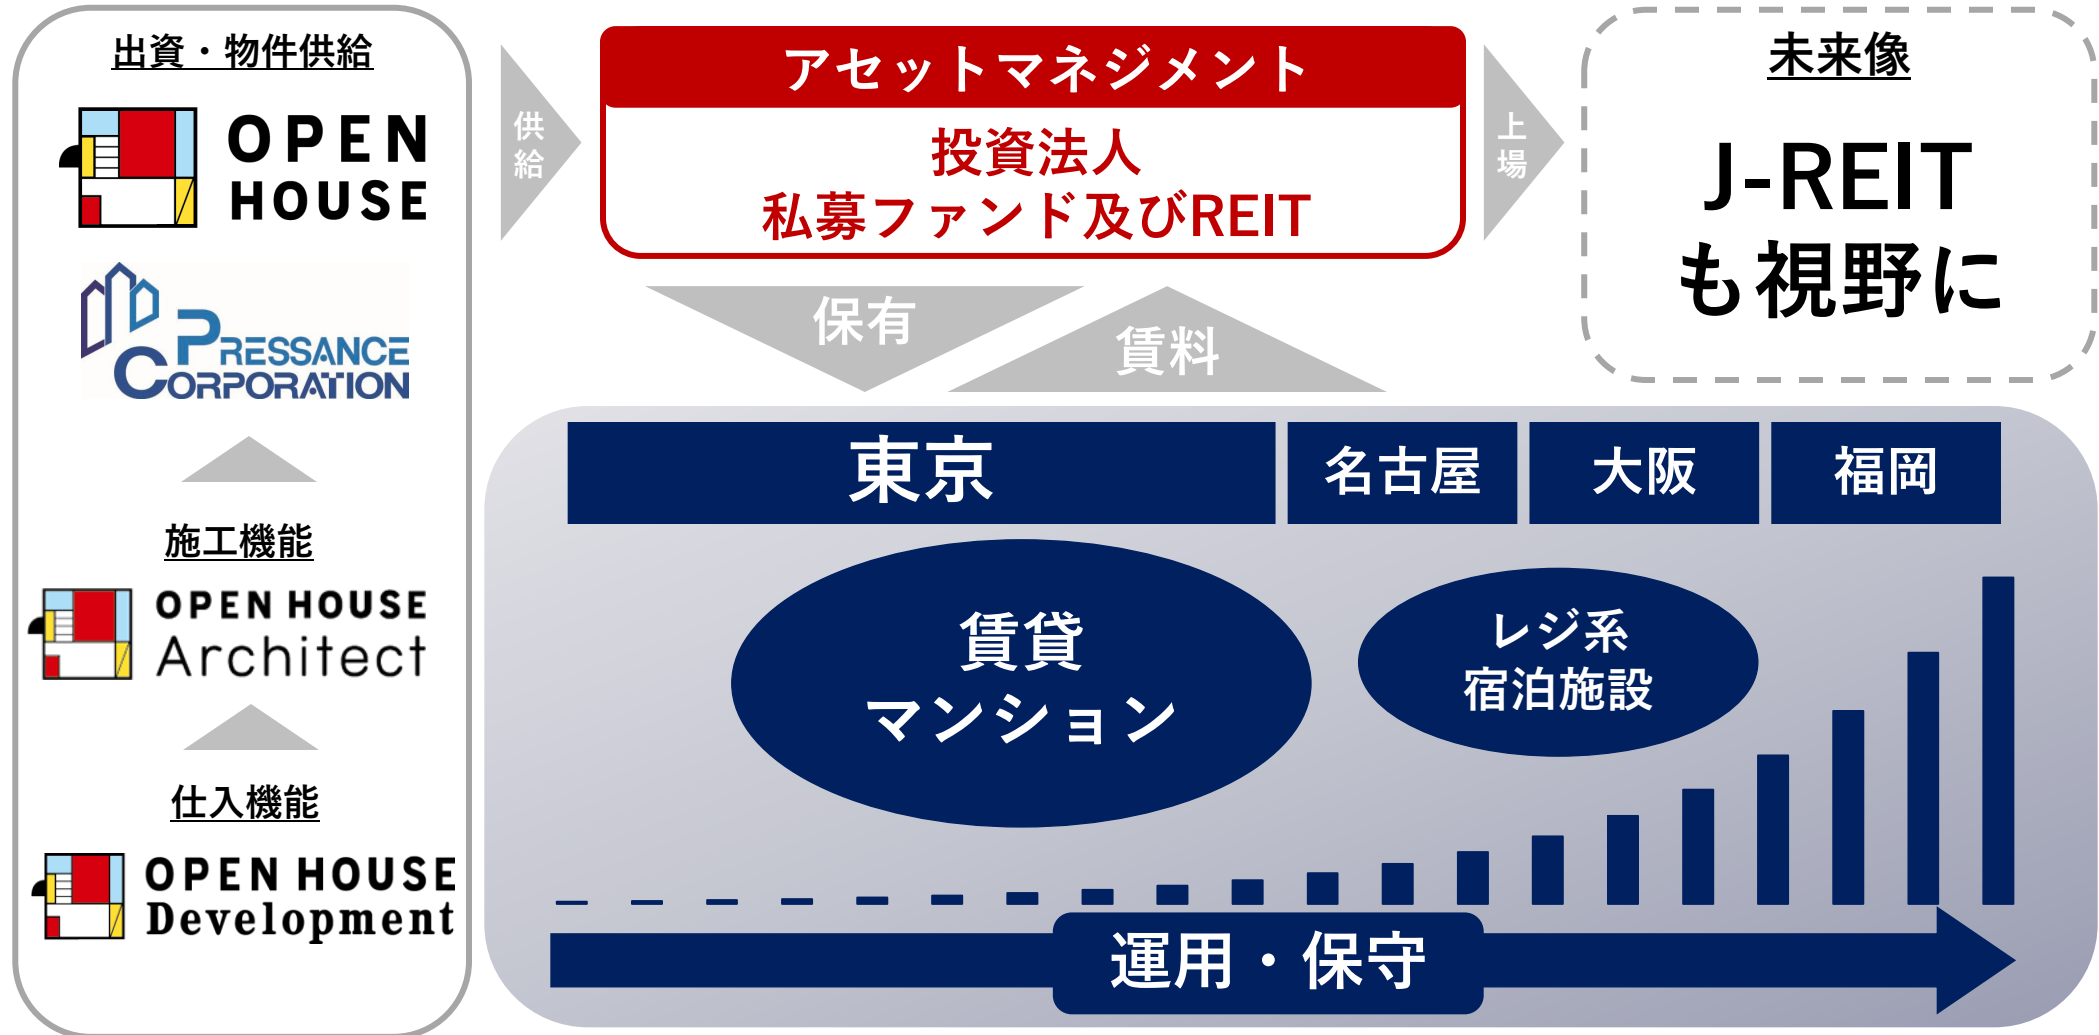 出資・物件供給
OPEN
HOUSE
PRESSANCE
CORPORATION
施工機能
OPEN HOUSE
Architect
仕入機能
OPEN HOUSE
Development
供給
アセットマネジメント
投資法人
私募ファンド及びREIT
上場
未来像
J-REIT
も視野に
保有
賃料
東京
名古屋
大阪
福岡
賃貸
マンション
レジ系
宿泊施設
運用・保守